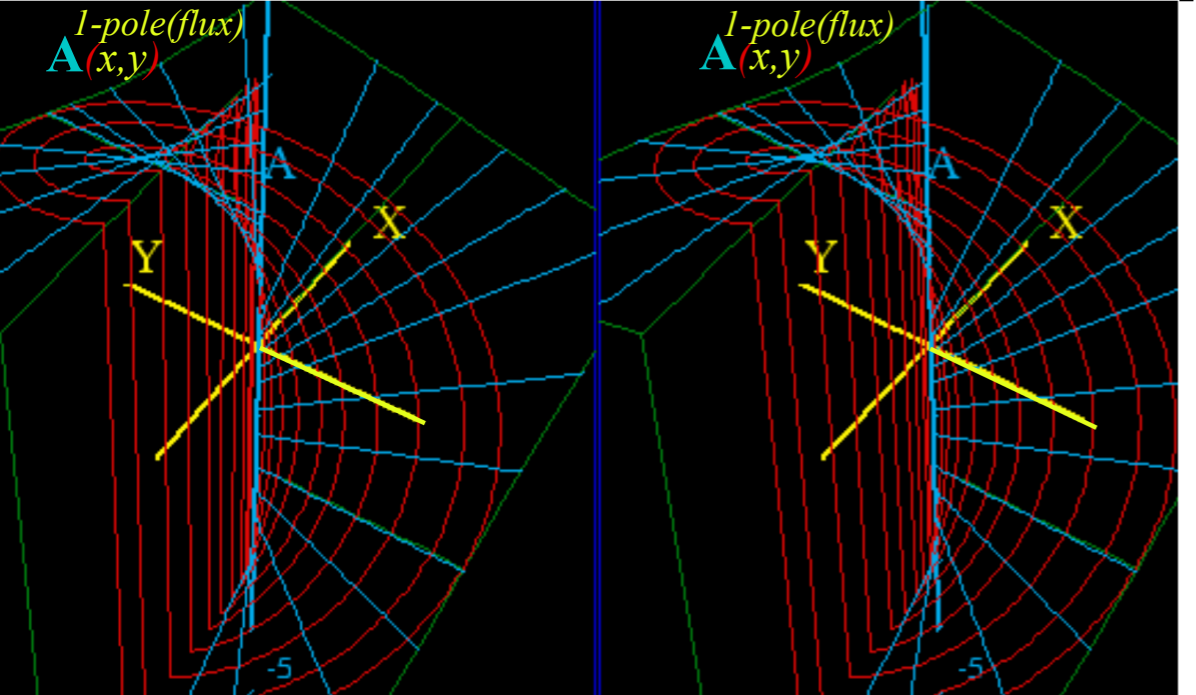 1-pole(flux)
A(x,y)
A
X
Y
-5
1-pole(flux)
A(x,y)
A
X
Y
-5